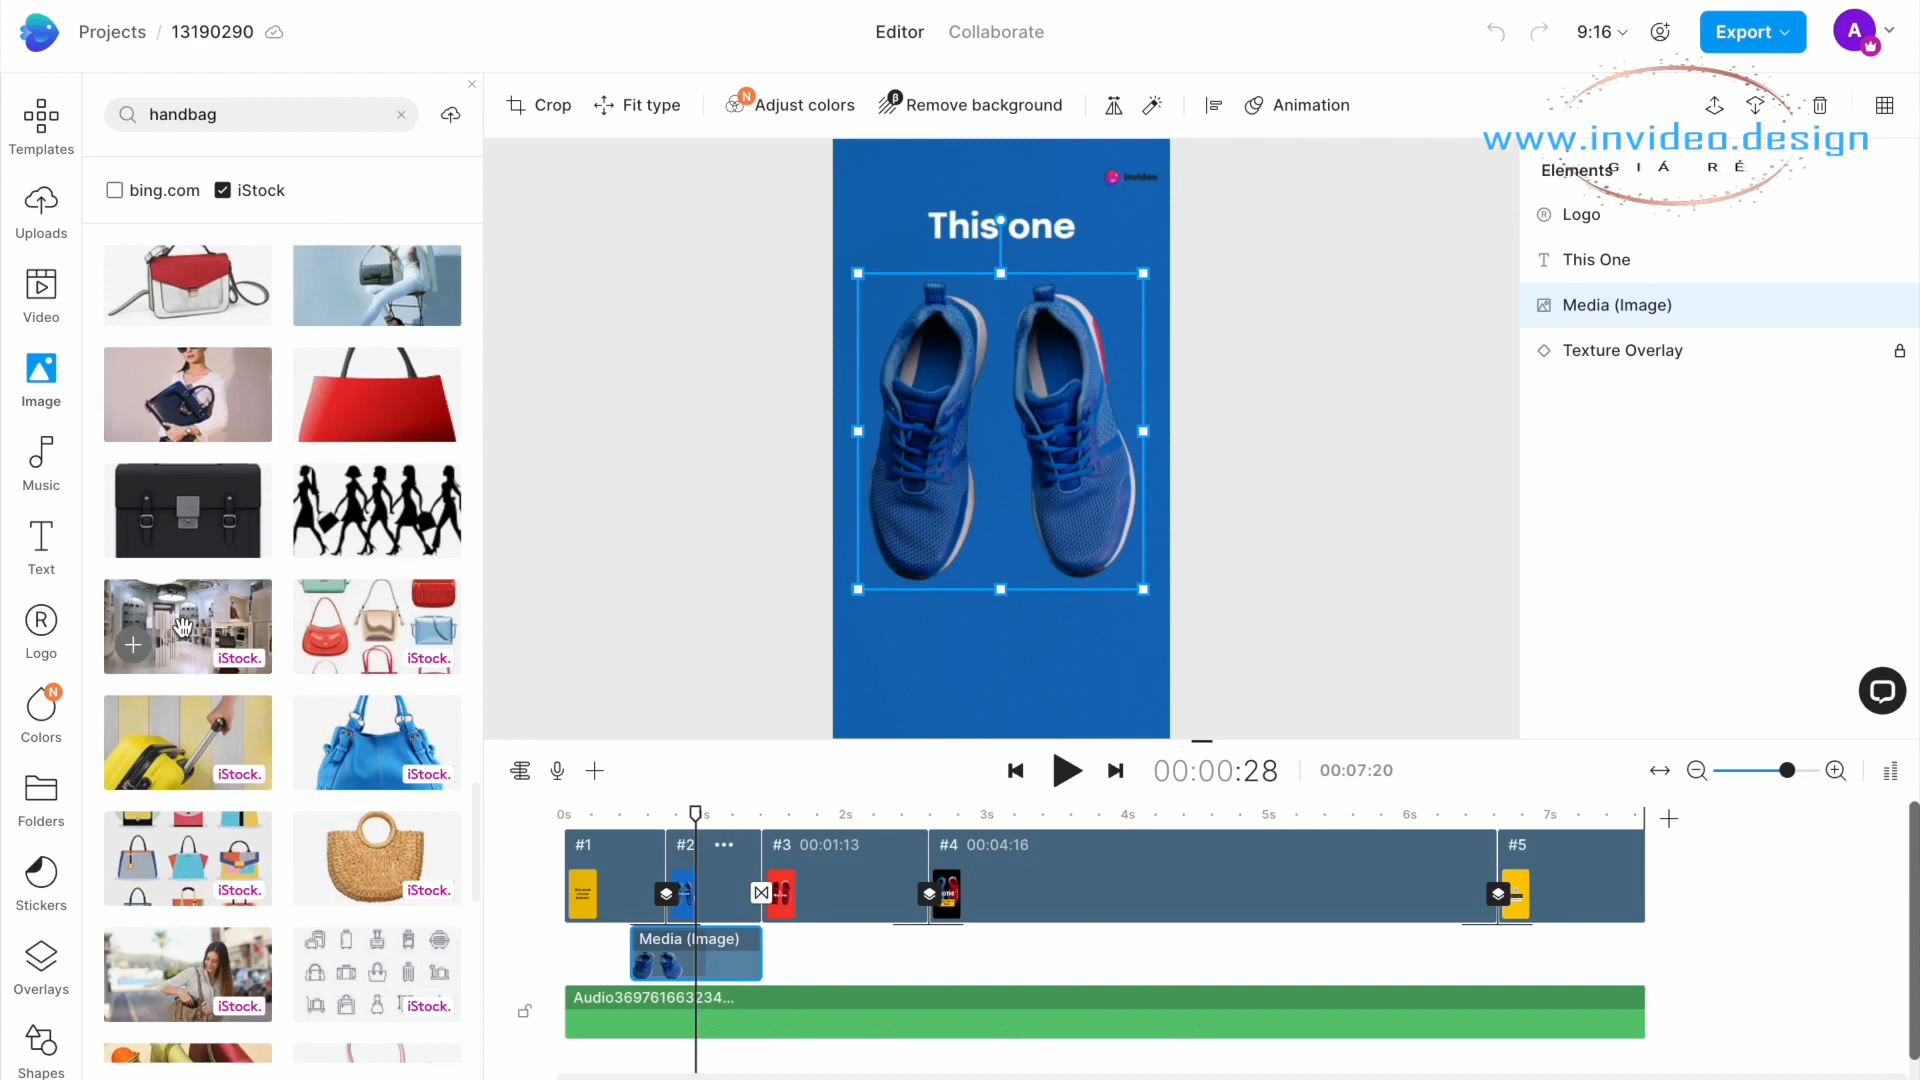 Projects / 13190290
Editor
Collaborate
9:16
Export
A
handbag
bing.com
iStock
Crop
Fit type
N
Adjust colors
β
Remove background
Animation
www.invideo.design
GIÁ RẺ
Templates
Uploads
Video
Image
Music
Text
Logo
N
Colors
Folders
Stickers
Overlays
Shapes
iStock.
iStock.
iStock.
iStock.
iStock.
iStock.
iStock.
iStock.
invideo
This one
Elements
Logo
This One
Media (Image)
Texture Overlay
00:00:28
00:07:20
0s
s
2s
3s
4s
5s
6s
7s
#1
#2
#3 00:01:13
#4 00:04:16
#5
Media (Image)
Audio369761663234...